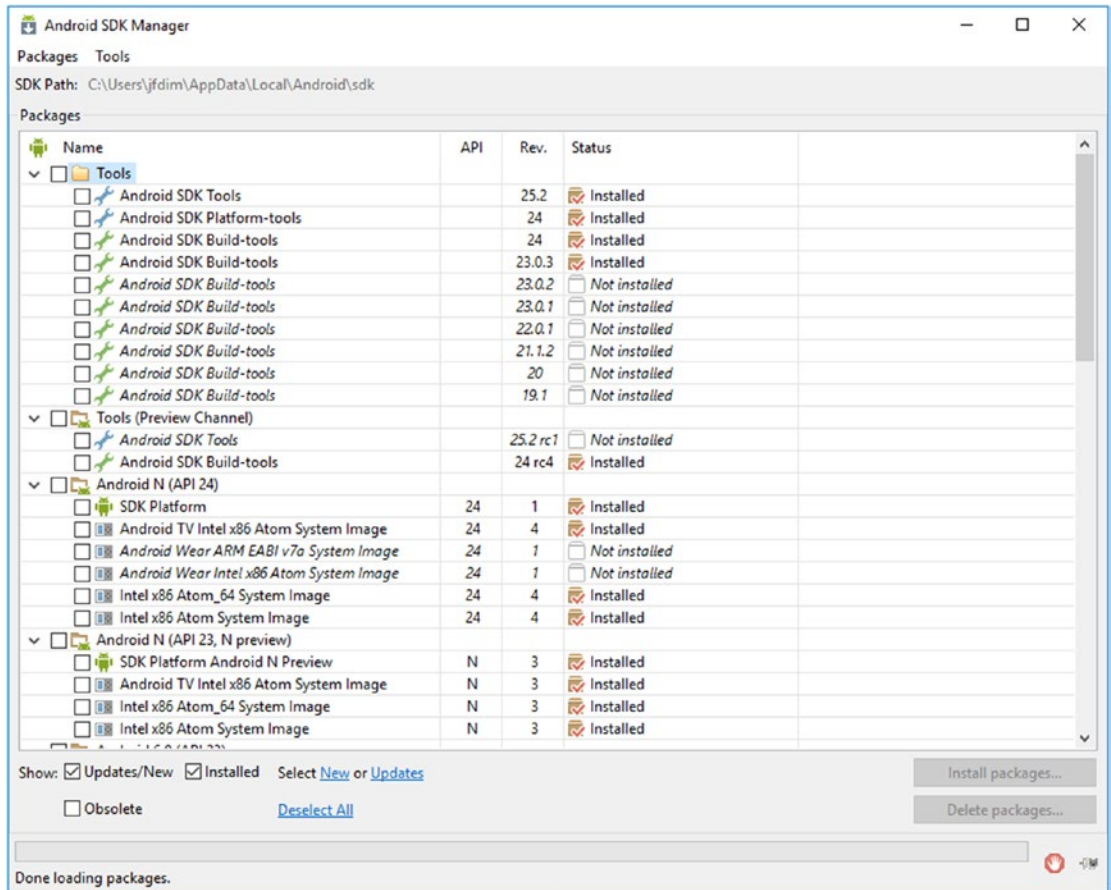 Android SDK Manager
Packages Tools
SDK Path: C:\Users\jfdim\AppData\Local\Android\sdk
Packages
Name API Rev. Status
Tools
Android SDK Tools 25.2 Installed
Android SDK Platform-tools 24 Installed
Android SDK Build-tools 24 Installed
Android SDK Build-tools 23.0.3 Installed
Android SDK Build-tools 23.0.2 Not installed
Android SDK Build-tools 23.0.1 Not installed
Android SDK Build-tools 22.0.1 Not installed
Android SDK Build-tools 21.1.2 Not installed
Android SDK Build-tools 20 Not installed
Android SDK Build-tools 19.1 Not installed
Tools (Preview Channel)
Android SDK Tools 25.2 rc1 Not installed
Android SDK Build-tools 24 rc4 Installed
Android N (API 24)
SDK Platform 24 1 Installed
Android TV Intel x86 Atom System Image 24 4 Installed
Android Wear ARM EABI v7a System Image 24 1 Not installed
Android Wear Intel x86 Atom System Image 24 1 Not installed
Intel x86 Atom_64 System Image 24 4 Installed
Intel x86 Atom System Image 24 4 Installed
Android N (API 23, N preview)
SDK Platform Android N Preview N 3 Installed
Android TV Intel x86 Atom System Image N 3 Installed
Intel x86 Atom_64 System Image N 3 Installed
Intel x86 Atom System Image N 3 Installed
Show: Updates/New Installed Select New or Updates Install packages...
Obsolete Deselect All Delete packages...
Done loading packages.